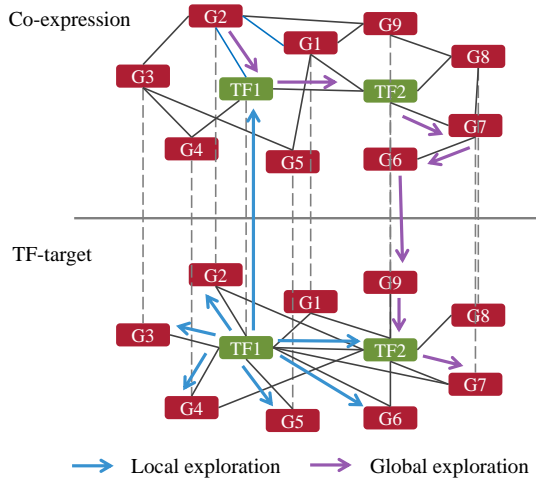 Co-expression
G2
G9
G1
G8
G3
TF1
TF2
G7
G4
G5
G6
TF-target
G2
G9
G1
G8
G3
TF1
TF2
G7
G4
G5
G6
Local exploration
Global exploration